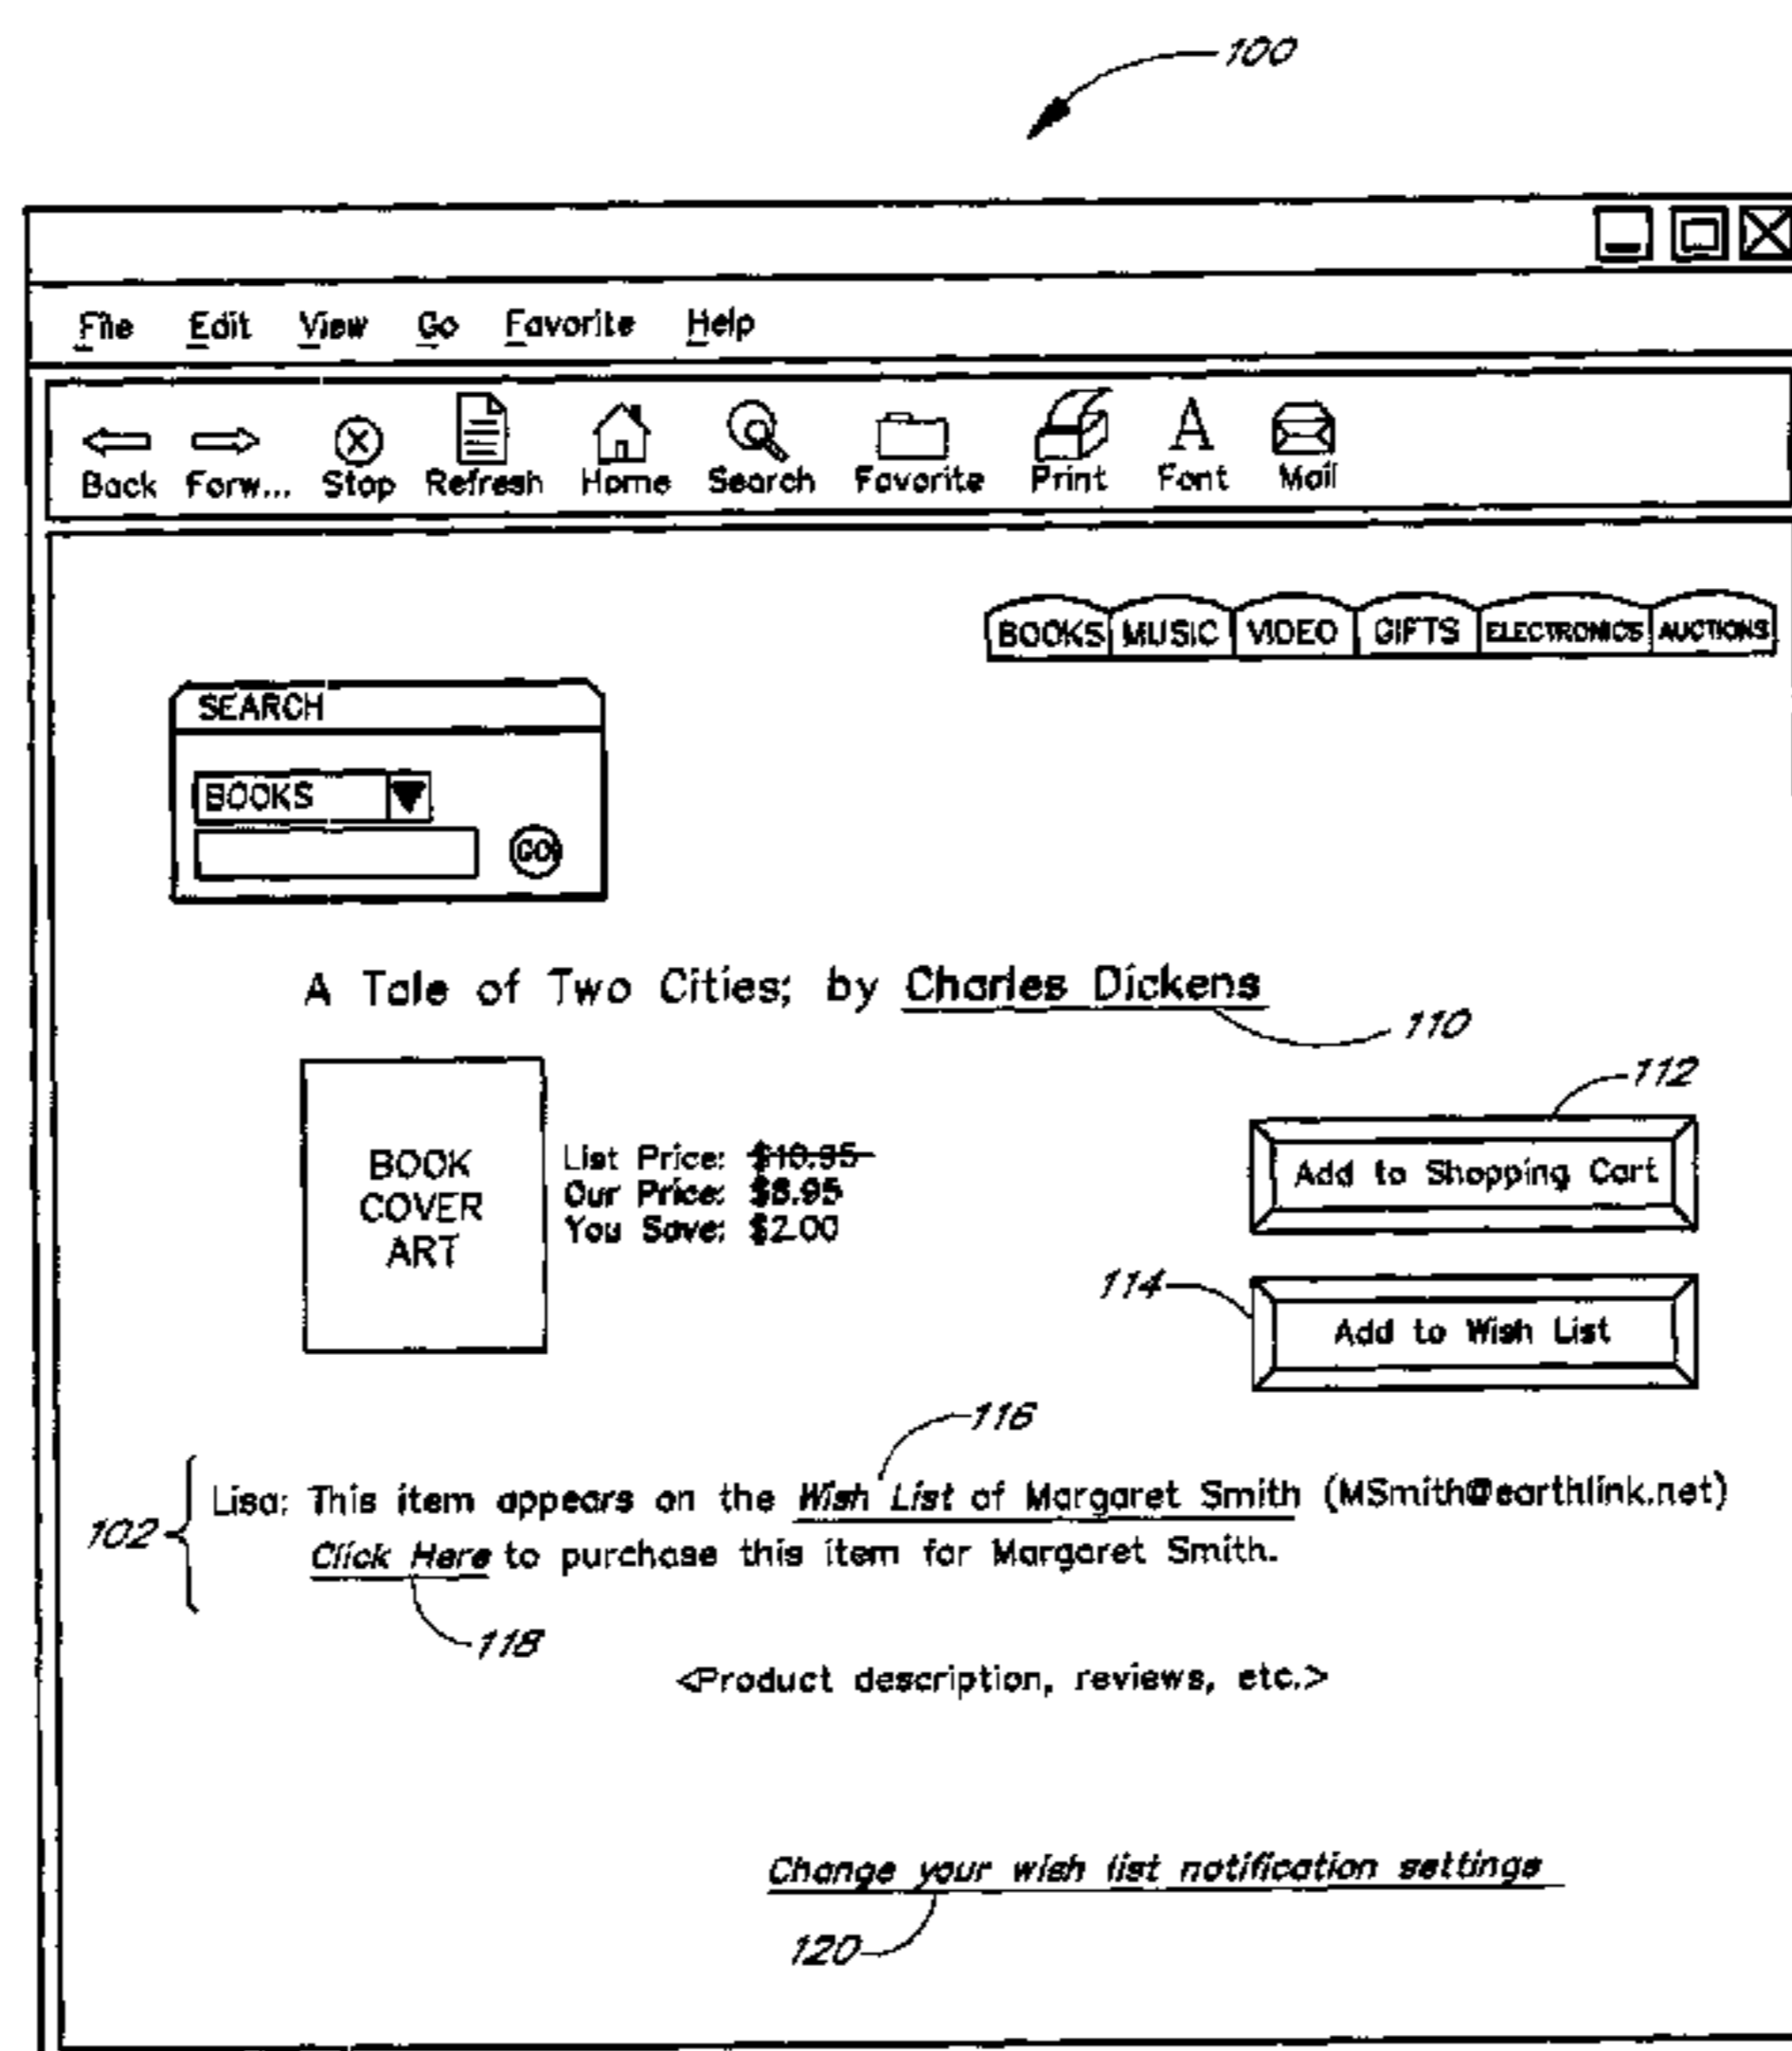 100
File Edit View Go Favorite Help
Back Forw... Stop Refresh Home Search Favorite Print Font Mail
BOOKS MUSIC VIDEO GIFTS ELECTRONICS AUCTIONS
SEARCH
BOOKS
GO
A Tale of Two Cities; by Charles Dickens
110
112
BOOK
COVER
ART
List Price: $10.95
Our Price: $8.95
You Save: $2.00
Add to Shopping Cart
114
Add to Wish List
116
102
Lisa: This item appears on the Wish List of Margaret Smith (MSmith@earthlink.net)
Click Here to purchase this item for Margaret Smith.
118
<Product description, reviews, etc.>
Change your wish list notification settings
120